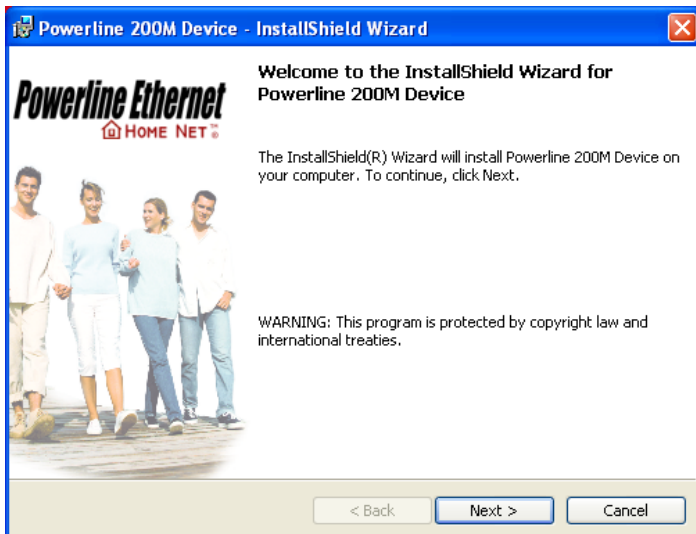 Powerline 200M Device - InstallShield Wizard
Powerline Ethernet
HOME NET
Welcome to the InstallShield Wizard for
Powerline 200M Device
The InstallShield(R) Wizard will install Powerline 200M Device on
your computer. To continue, click Next.
WARNING: This program is protected by copyright law and
international treaties.
< Back
Next >
Cancel